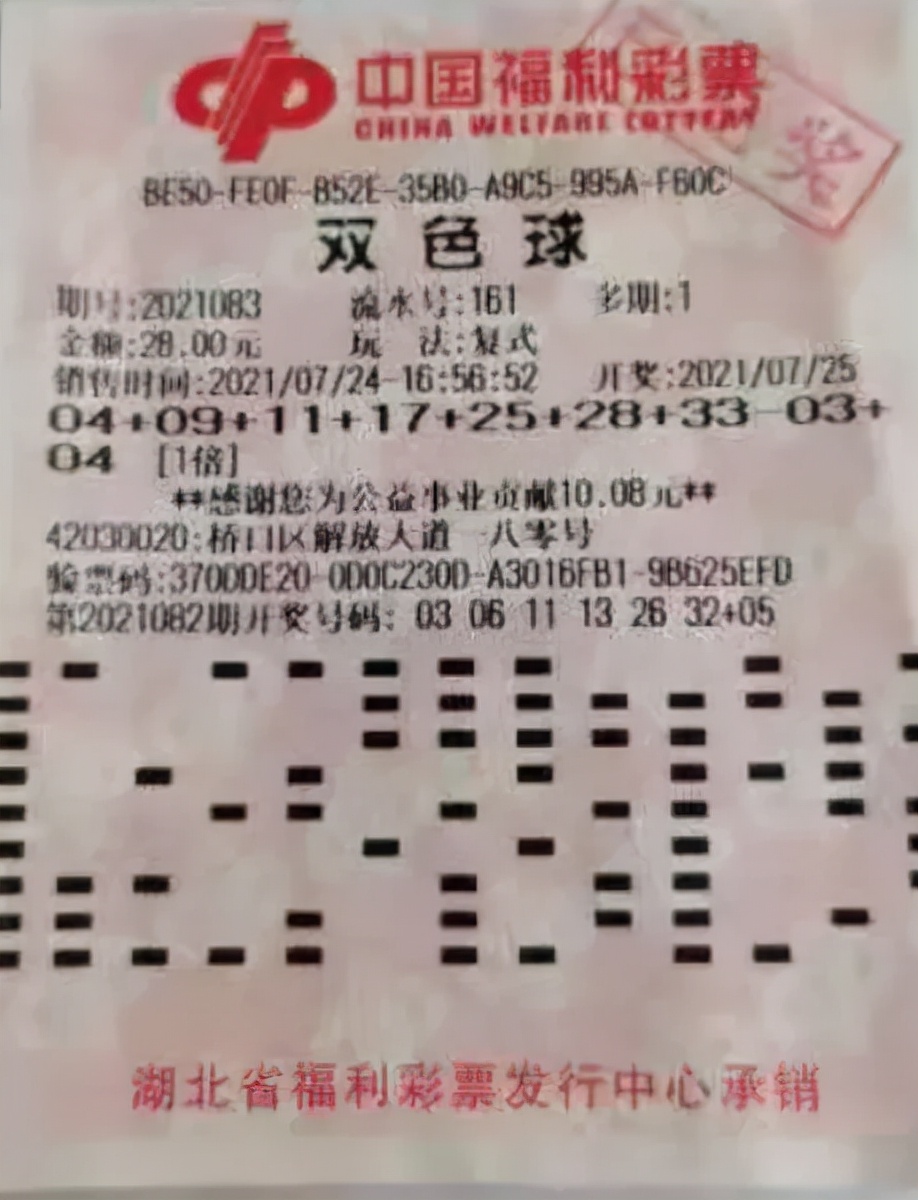 中国福利彩票
CHINA WELFARE LOTTERY
奖
BE50-FE0F-B52E-35B0-A9C5-995A-F60C
双色球
期号:2021083 流水号:161 多期:1
金额:28.00元 玩 法:复式
销售时间:2021/07/24-16:56:52 开奖:2021/07/25
04+09+11+17+25+28+33-03+
04 [1倍]
**感谢您为公益事业贡献10.08元**
42030020:桥口区解放大道一八零号
验票码:370DDE20-0D0C230D-A3016FB1-9B625EFD
第2021082期开奖号码: 03 06 11 13 26 32+05
湖北省福利彩票发行中心承销